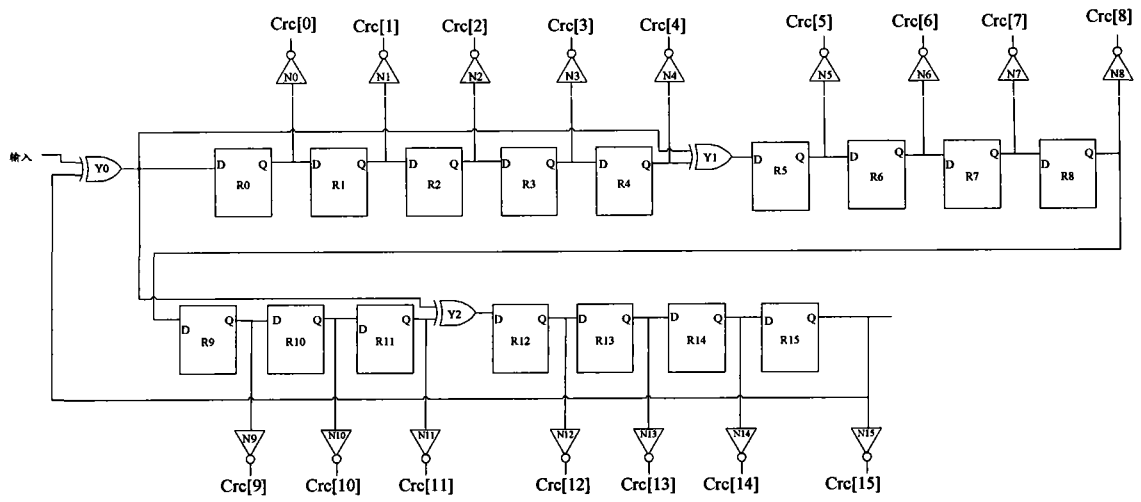 Crc[0] Crc[1] Crc[2] Crc[3] Crc[4] Crc[5] Crc[6] Crc[7] Crc[8]
N0 N1 N2 N3 N4 N5 N6 N7 N8
输入 Y0 D Q D Q D Q D Q D Q Y1 D Q D Q D Q D Q
R0 R1 R2 R3 R4 R5 R6 R7 R8
D Q D Q D Q Y2 D Q D Q D Q D Q
R9 R10 R11 R12 R13 R14 R15
N9 N10 N11 N12 N13 N14 N15
Crc[9] Crc[10] Crc[11] Crc[12] Crc[13] Crc[14] Crc[15]